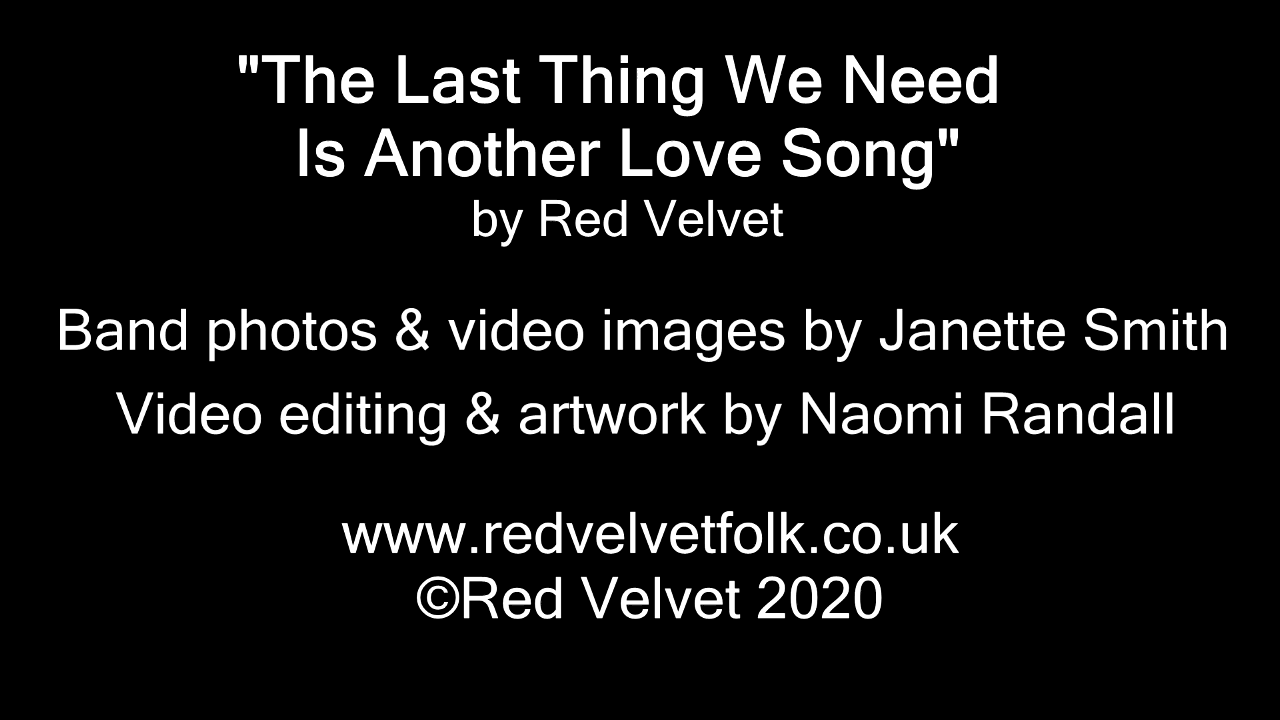 "The Last Thing We Need
Is Another Love Song"
by Red Velvet
Band photos & video images by Janette Smith
Video editing & artwork by Naomi Randall
www.redvelvetfolk.co.uk
©Red Velvet 2020